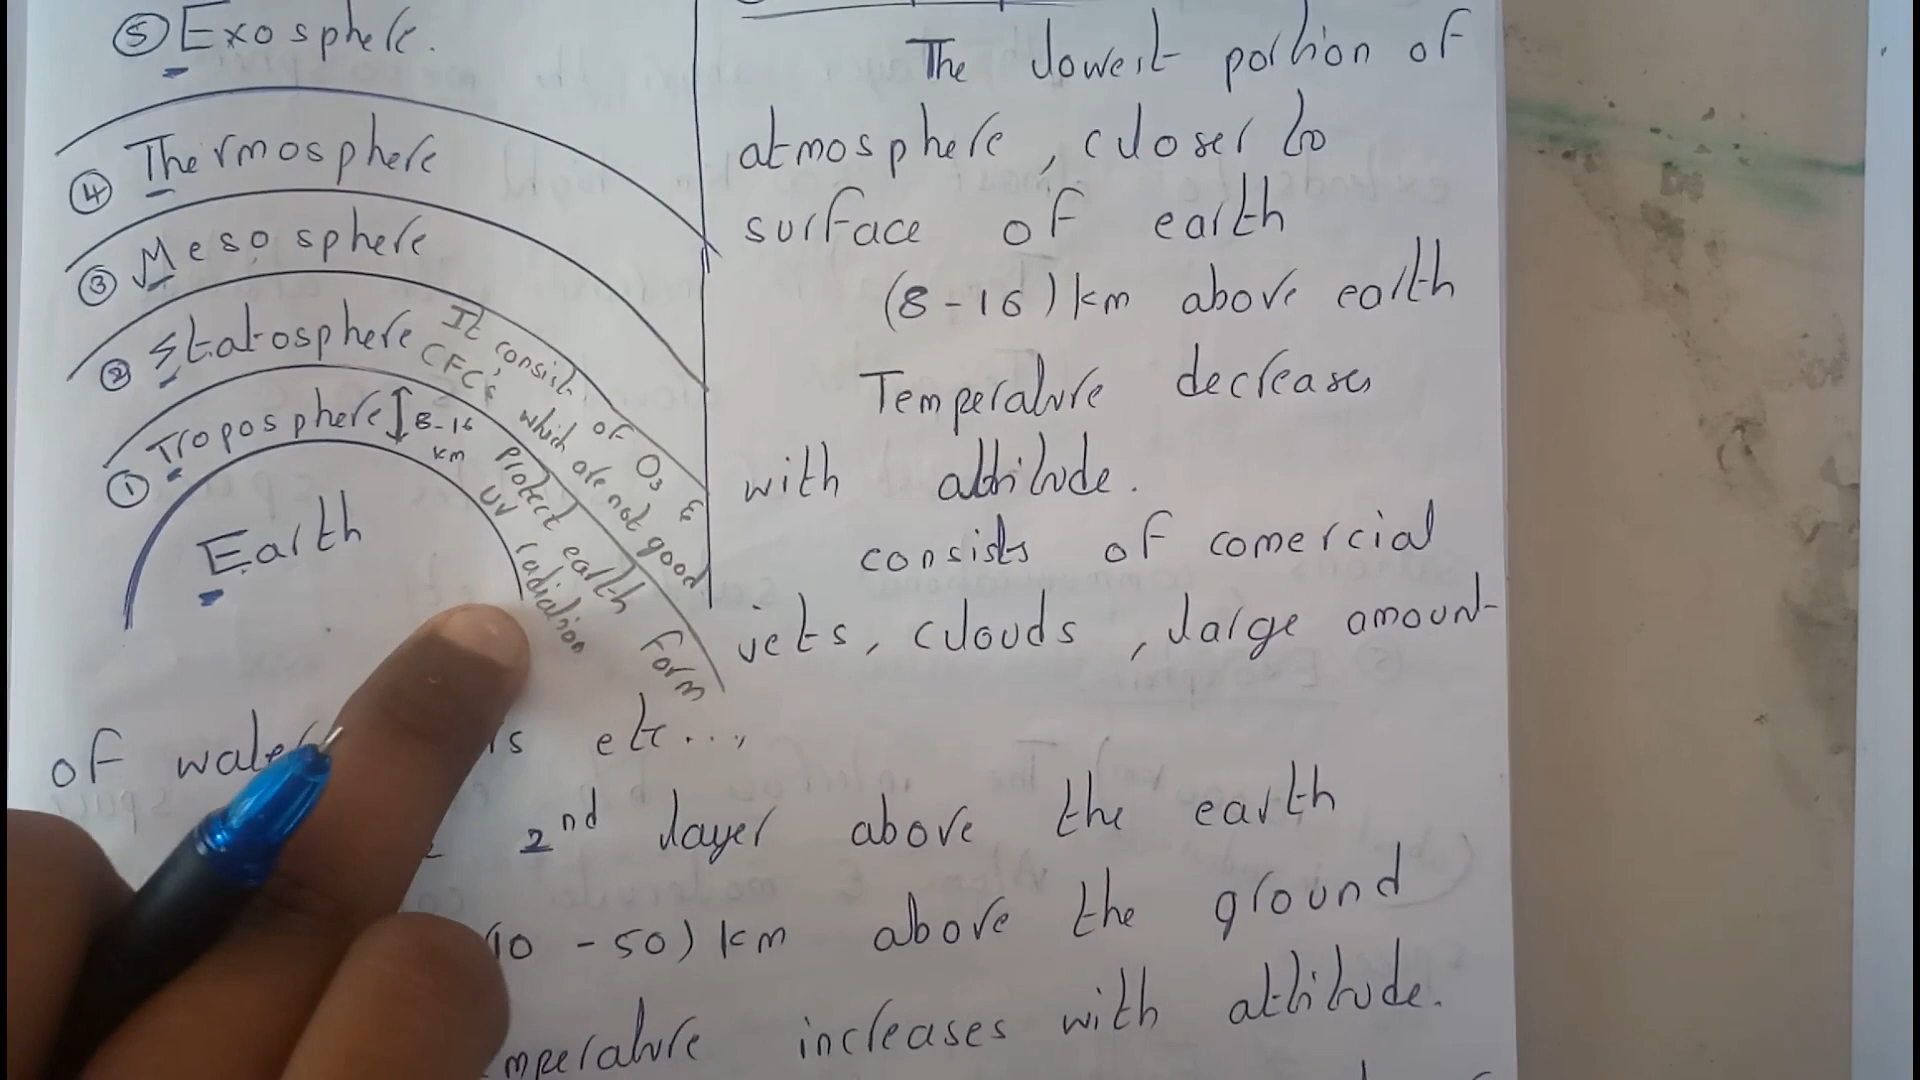 ⑤ Exosphere.
④ Thermosphere
③ Mesosphere
② Statosphere
It consist of O₃ &
CFC's which are not good
① Troposphere 8-16
km
Protect earth form
UV radiation
Earth
The lowest portion of
atmosphere, closer to
surface of earth
(8-16) km above earth
Temperature decreases
with altitude.
consists of comercial
jets, clouds, large amount
of water etc...,
2nd layer above the earth
(10 - 50) km above the ground
increases with altitude.